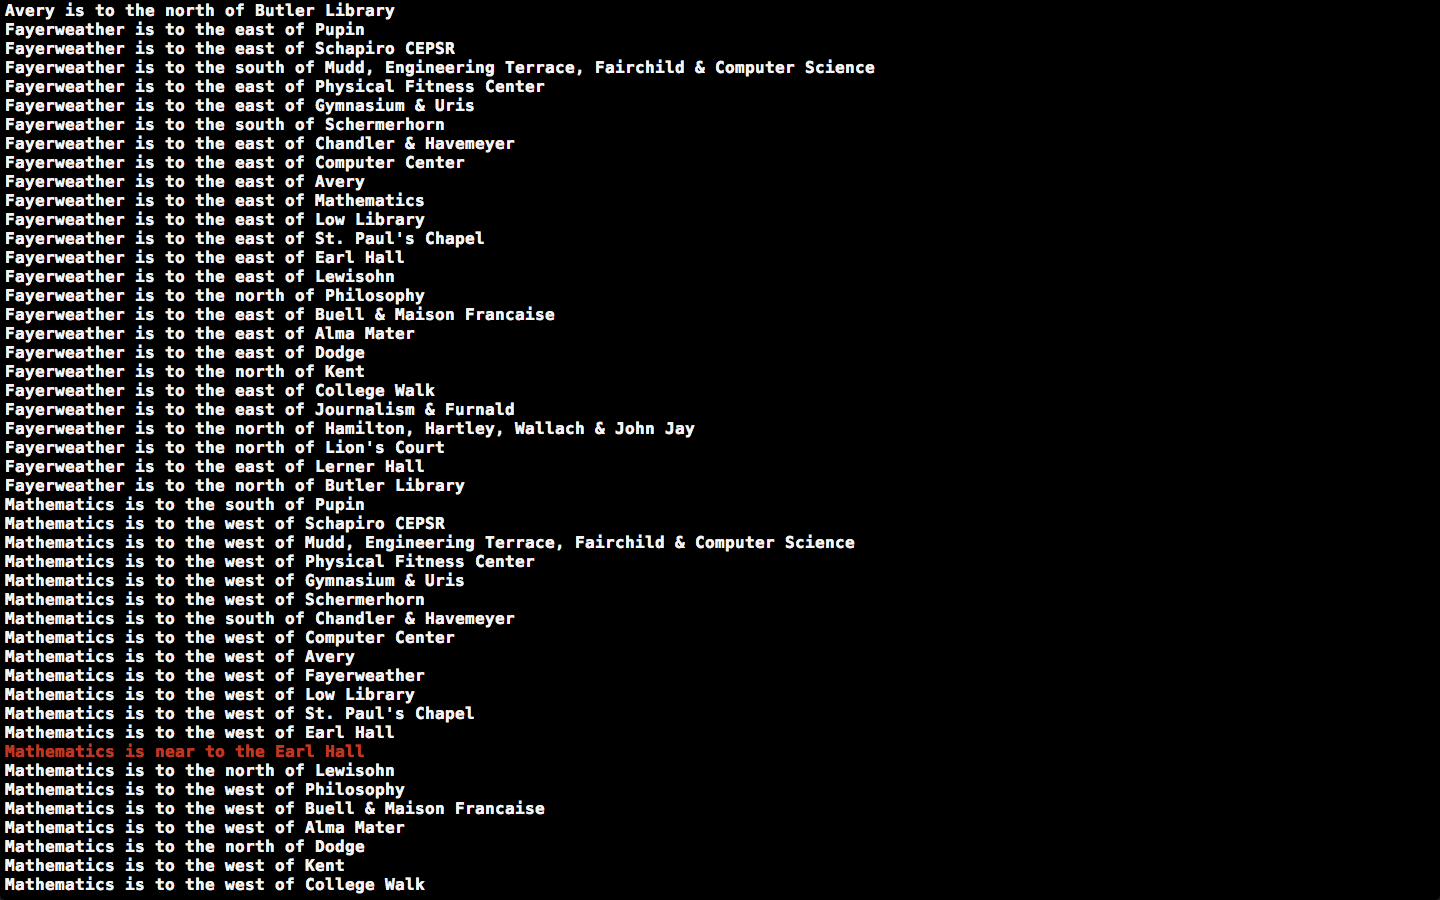 Avery is to the north of Butler Library
Fayerweather is to the east of Pupin
Fayerweather is to the east of Schapiro CEPSR
Fayerweather is to the south of Mudd, Engineering Terrace, Fairchild & Computer Science
Fayerweather is to the east of Physical Fitness Center
Fayerweather is to the east of Gymnasium & Uris
Fayerweather is to the south of Schermerhorn
Fayerweather is to the east of Chandler & Havemeyer
Fayerweather is to the east of Computer Center
Fayerweather is to the east of Avery
Fayerweather is to the east of Mathematics
Fayerweather is to the east of Low Library
Fayerweather is to the east of St. Paul's Chapel
Fayerweather is to the east of Earl Hall
Fayerweather is to the east of Lewisohn
Fayerweather is to the north of Philosophy
Fayerweather is to the east of Buell & Maison Francaise
Fayerweather is to the east of Alma Mater
Fayerweather is to the east of Dodge
Fayerweather is to the north of Kent
Fayerweather is to the east of College Walk
Fayerweather is to the east of Journalism & Furnald
Fayerweather is to the north of Hamilton, Hartley, Wallach & John Jay
Fayerweather is to the north of Lion's Court
Fayerweather is to the east of Lerner Hall
Fayerweather is to the north of Butler Library
Mathematics is to the south of Pupin
Mathematics is to the west of Schapiro CEPSR
Mathematics is to the west of Mudd, Engineering Terrace, Fairchild & Computer Science
Mathematics is to the west of Physical Fitness Center
Mathematics is to the west of Gymnasium & Uris
Mathematics is to the west of Schermerhorn
Mathematics is to the south of Chandler & Havemeyer
Mathematics is to the west of Computer Center
Mathematics is to the west of Avery
Mathematics is to the west of Fayerweather
Mathematics is to the west of Low Library
Mathematics is to the west of St. Paul's Chapel
Mathematics is to the west of Earl Hall
Mathematics is near to the Earl Hall
Mathematics is to the north of Lewisohn
Mathematics is to the west of Philosophy
Mathematics is to the west of Buell & Maison Francaise
Mathematics is to the west of Alma Mater
Mathematics is to the north of Dodge
Mathematics is to the west of Kent
Mathematics is to the west of College Walk